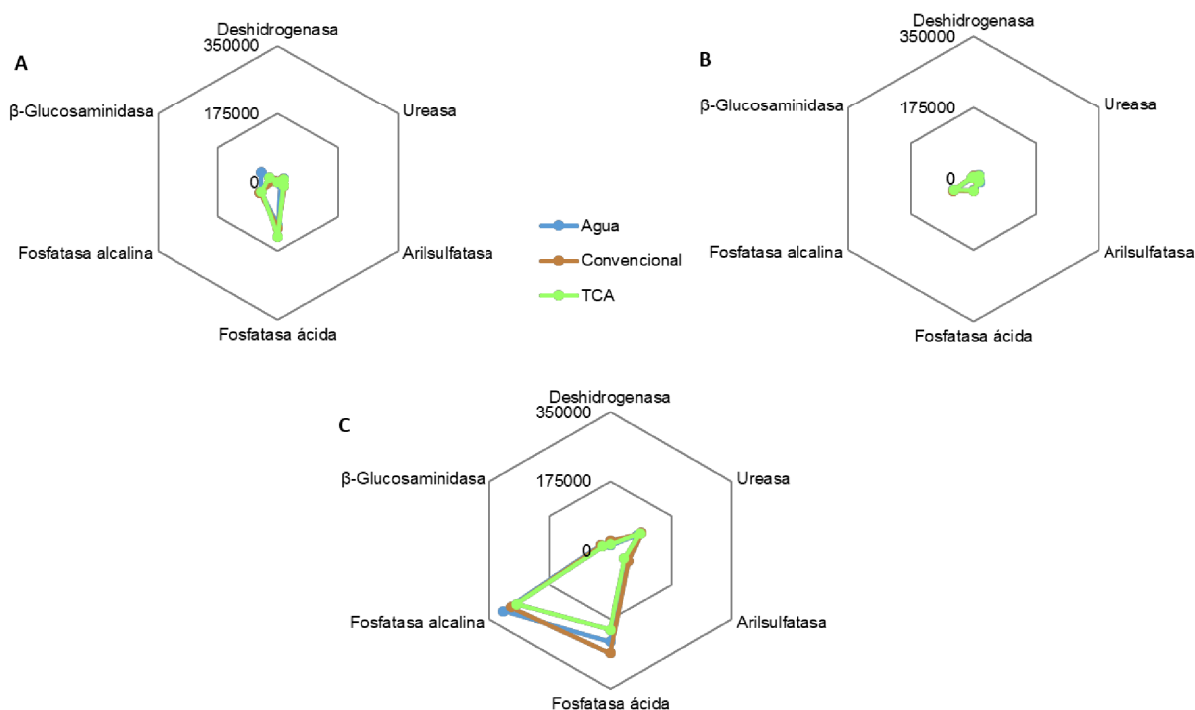 A
Deshidrogenasa
350000
β-Glucosaminidasa
175000
Ureasa
0
Fosfatasa alcalina
Arilsulfatasa
Fosfatasa ácida
Agua
Convencional
TCA
B
Deshidrogenasa
350000
β-Glucosaminidasa
175000
Ureasa
0
Fosfatasa alcalina
Arilsulfatasa
Fosfatasa ácida
C
Deshidrogenasa
350000
β-Glucosaminidasa
175000
Ureasa
0
Fosfatasa alcalina
Arilsulfatasa
Fosfatasa ácida